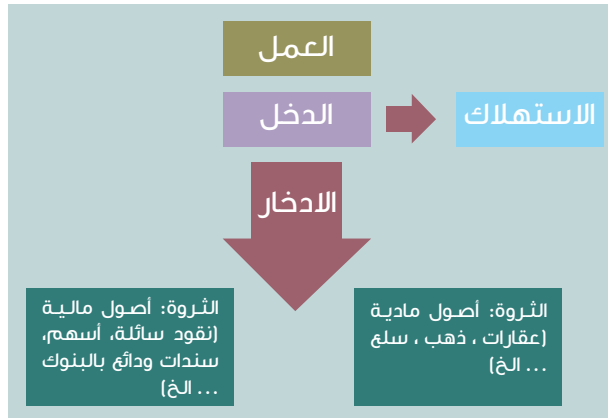 العمل
الدخل
الاستهلاك
الادخار
الثروة: أصول مادية
(عقارات ، ذهب ، سلع
... الخ)
الثروة: أصول مالية
(نقود سائلة، أسهم،
سندات ودائع بالبنوك
... الخ)